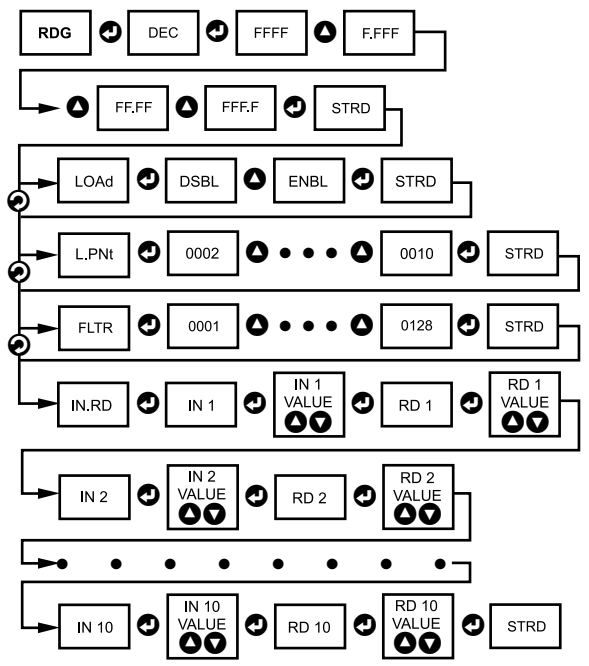 RDG DEC FFFF F.FFF
FF.FF FFF.F STRD
LOAd DSBL ENBL STRD
L.PNt 0002 0010 STRD
FLTR 0001 0128 STRD
IN.RD IN 1 IN 1 VALUE RD 1 RD 1 VALUE
IN 2 IN 2 VALUE RD 2 RD 2 VALUE
IN 10 IN 10 VALUE RD 10 RD 10 VALUE STRD